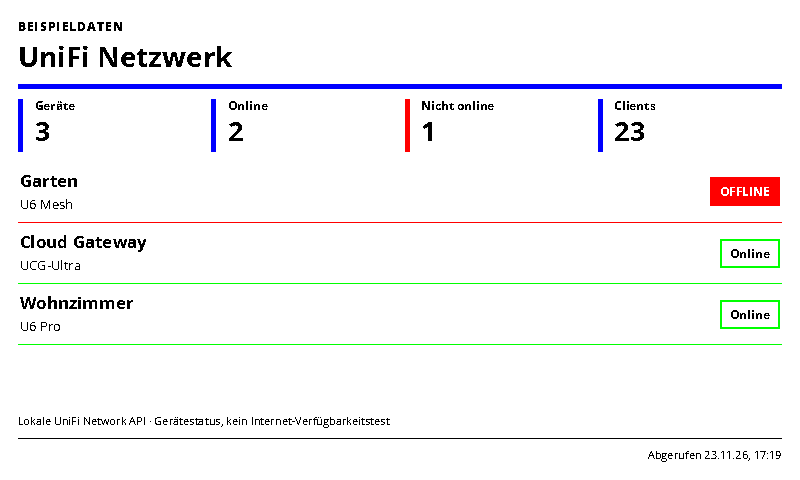 BEISPIELDATEN
UniFi Netzwerk
Geräte
3
Online
2
Nicht online
1
Clients
23
Garten
U6 Mesh
OFFLINE
Cloud Gateway
UCG-Ultra
Online
Wohnzimmer
U6 Pro
Online
Lokale UniFi Network API · Gerätestatus, kein Internet-Verfügbarkeitstest
Abgerufen 23.11.26, 17:19